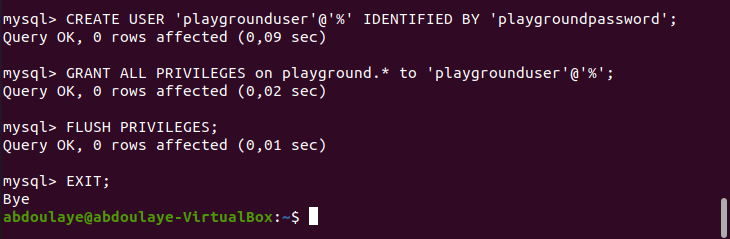 mysql> CREATE USER 'playgrounduser'@'%' IDENTIFIED BY 'playgroundpassword';
Query OK, 0 rows affected (0,09 sec)
mysql> GRANT ALL PRIVILEGES on playground.* to 'playgrounduser'@'%';
Query OK, 0 rows affected (0,02 sec)
mysql> FLUSH PRIVILEGES;
Query OK, 0 rows affected (0,01 sec)
mysql> EXIT;
Bye
abdoulaye@abdoulaye-VirtualBox:~$